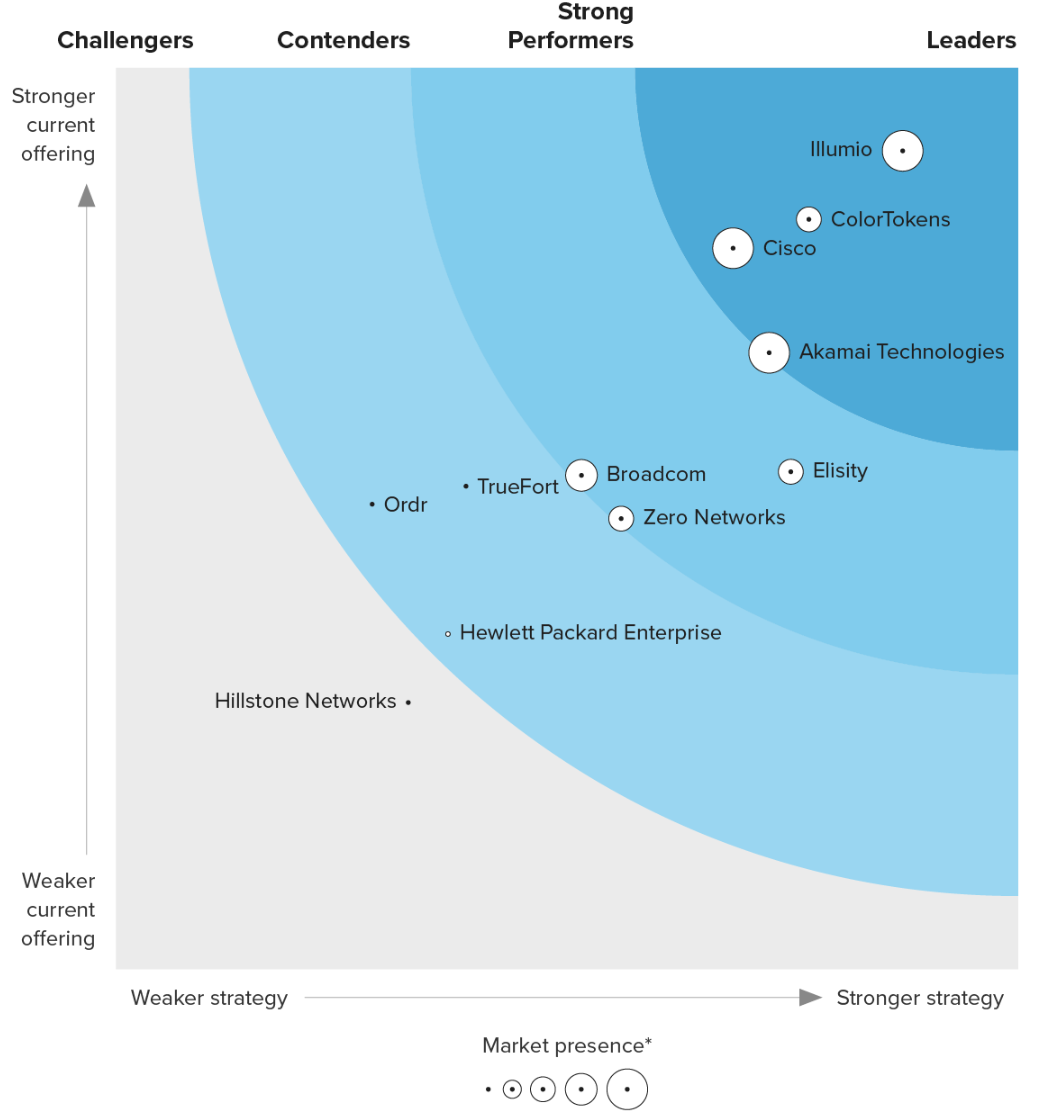 Strong
Challengers Contenders Performers Leaders
Stronger
current
offering
Illumio
ColorTokens
Cisco
Akamai Technologies
Broadcom
Elisity
TrueFort
Ordr
Zero Networks
Hewlett Packard Enterprise
Hillstone Networks
Weaker
current
offering
Weaker strategy
Stronger strategy
Market presence*